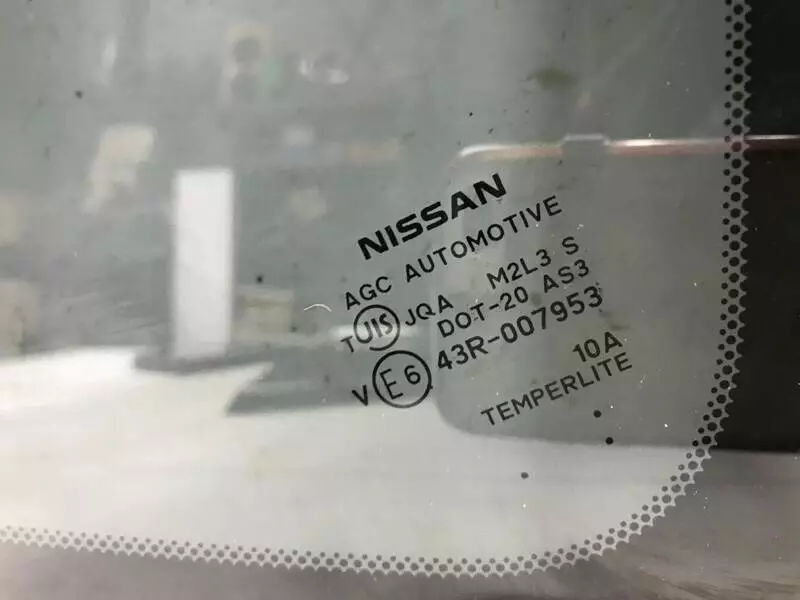 NISSAN
AGC AUTOMOTIVE
T JIS JQA M2L3 S
DOT-20 AS3
V E6 43R-007953
10A
TEMPERLITE